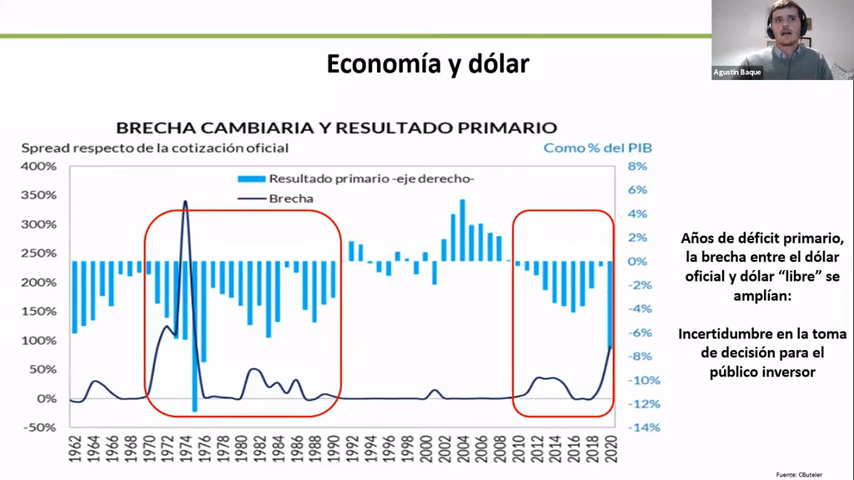 Agustin Baque
Economía y dólar
BRECHA CAMBIARIA Y RESULTADO PRIMARIO
Spread respecto de la cotización oficial
Como % del PIB
400%
350%
300%
250%
200%
150%
100%
50%
0%
-50%
Resultado primario -eje derecho-
Brecha
8%
6%
4%
2%
0%
-2%
-4%
-6%
-8%
-10%
-12%
-14%
1962 1964 1966 1968 1970 1972 1974 1976 1978 1980 1982 1984 1986 1988 1990 1992 1994 1996 1998 2000 2002 2004 2006 2008 2010 2012 2014 2016 2018 2020
Años de déficit primario,
la brecha entre el dólar
oficial y dólar “libre” se
amplían:
Incertidumbre en la toma
de decisión para el
público inversor
Fuente: CButeler